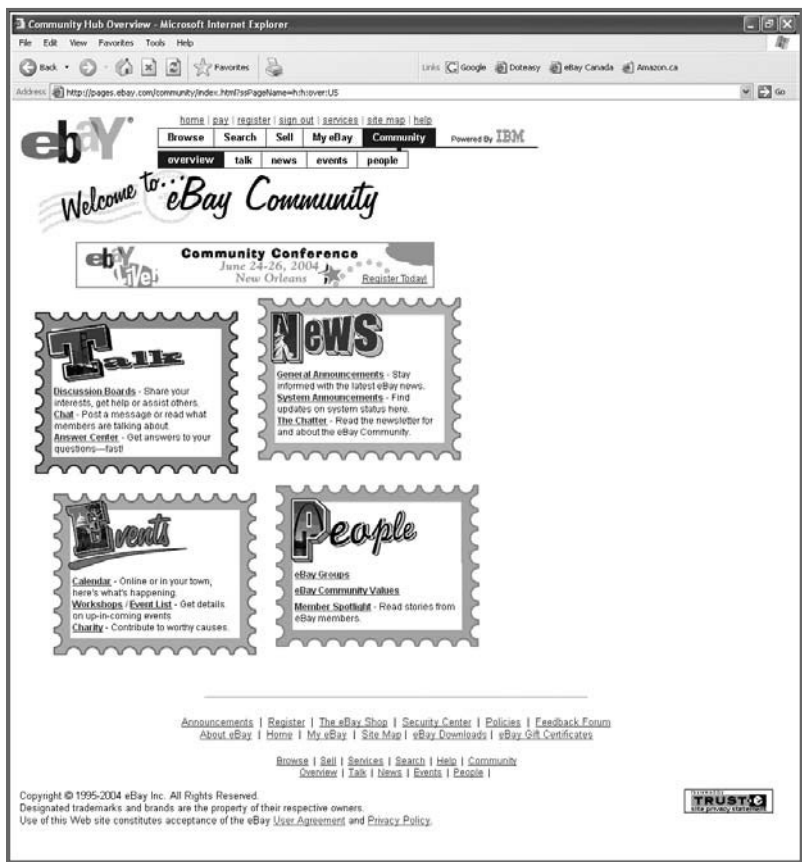 Community Hub Overview - Microsoft Internet Explorer
File Edit View Favorites Tools Help
Back Favorites Links Google Doteasy eBay Canada Amazon.ca
Address http://pages.ebay.com/community/index.html?ssPageName=h:h:over:US Go
home | pay | register | sign out | services | site map | help
ebY®
Browse Search Sell My eBay Community Powered By IBM
overview talk news events people
Welcome to... eBay Community
ebY Live!
Community Conference
June 24-26, 2004
New Orleans
Register Today!
Talk
Discussion Boards - Share your
interests, get help or assist others.
Chat - Post a message or read what
members are talking about
Answer Center - Get answers to your
questions—fast!
News
General Announcements - Stay
informed with the latest eBay news.
System Announcements - Find
updates on system status here.
The Chatter - Read the newsletter for
and about the eBay Community.
Events
Calendar - Online or in your town,
here's what's happening.
Workshops / Event List - Get details
on up-in-coming events
Charity - Contribute to worthy causes.
People
eBay Groups
eBay Community Values
Member Spotlight - Read stories from
eBay members.
Announcements | Register | The eBay Shop | Security Center | Policies | Feedback Forum
About eBay | Home | My eBay | Site Map | eBay Downloads | eBay Gift Certificates
Browse | Sell | Services | Search | Help | Community
Overview | Talk | News | Events | People |
Copyright © 1995-2004 eBay Inc. All Rights Reserved.
Designated trademarks and brands are the property of their respective owners.
Use of this Web site constitutes acceptance of the eBay User Agreement and Privacy Policy.
TRUSTe
site privacy statement